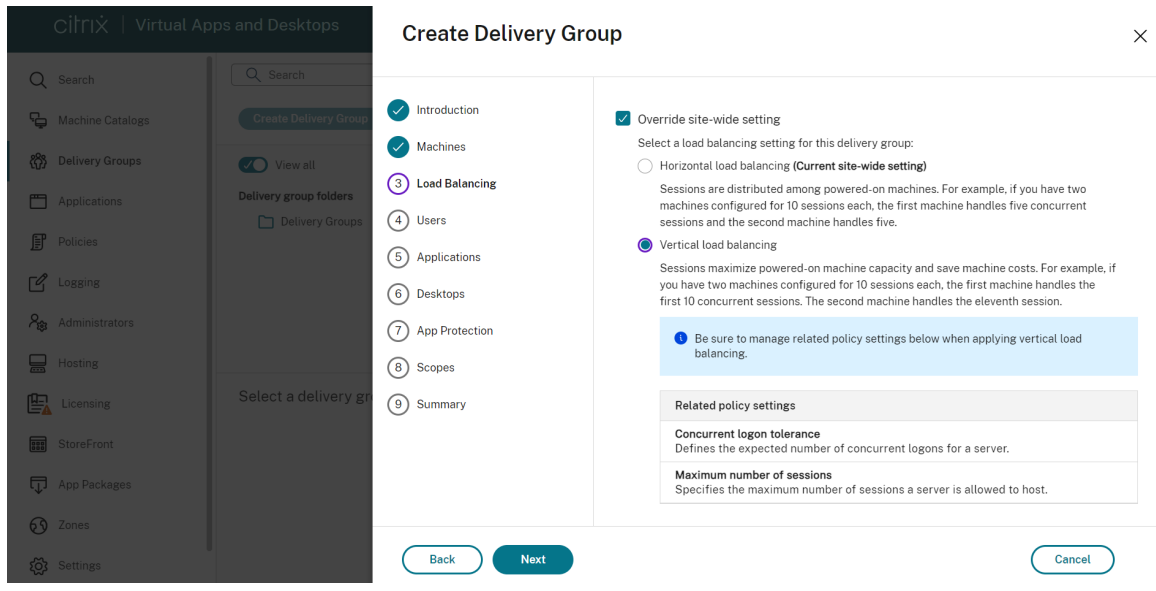 citrix | Virtual Apps and Desktops
Search
Machine Catalogs
Delivery Groups
Applications
Policies
Logging
Administrators
Hosting
Licensing
StoreFront
App Packages
Zones
Settings
Search
Create Delivery Group
View all
Delivery group folders
Delivery Groups
Select a delivery gr
Create Delivery Group
Introduction
Machines
3 Load Balancing
4 Users
5 Applications
6 Desktops
7 App Protection
8 Scopes
9 Summary
Override site-wide setting
Select a load balancing setting for this delivery group:
Horizontal load balancing (Current site-wide setting)
Sessions are distributed among powered-on machines. For example, if you have two
machines configured for 10 sessions each, the first machine handles five concurrent
sessions and the second machine handles five.
Vertical load balancing
Sessions maximize powered-on machine capacity and save machine costs. For example, if
you have two machines configured for 10 sessions each, the first machine handles the
first 10 concurrent sessions. The second machine handles the eleventh session.
Be sure to manage related policy settings below when applying vertical load
balancing.
Related policy settings
Concurrent logon tolerance
Defines the expected number of concurrent logons for a server.
Maximum number of sessions
Specifies the maximum number of sessions a server is allowed to host.
Back
Next
Cancel